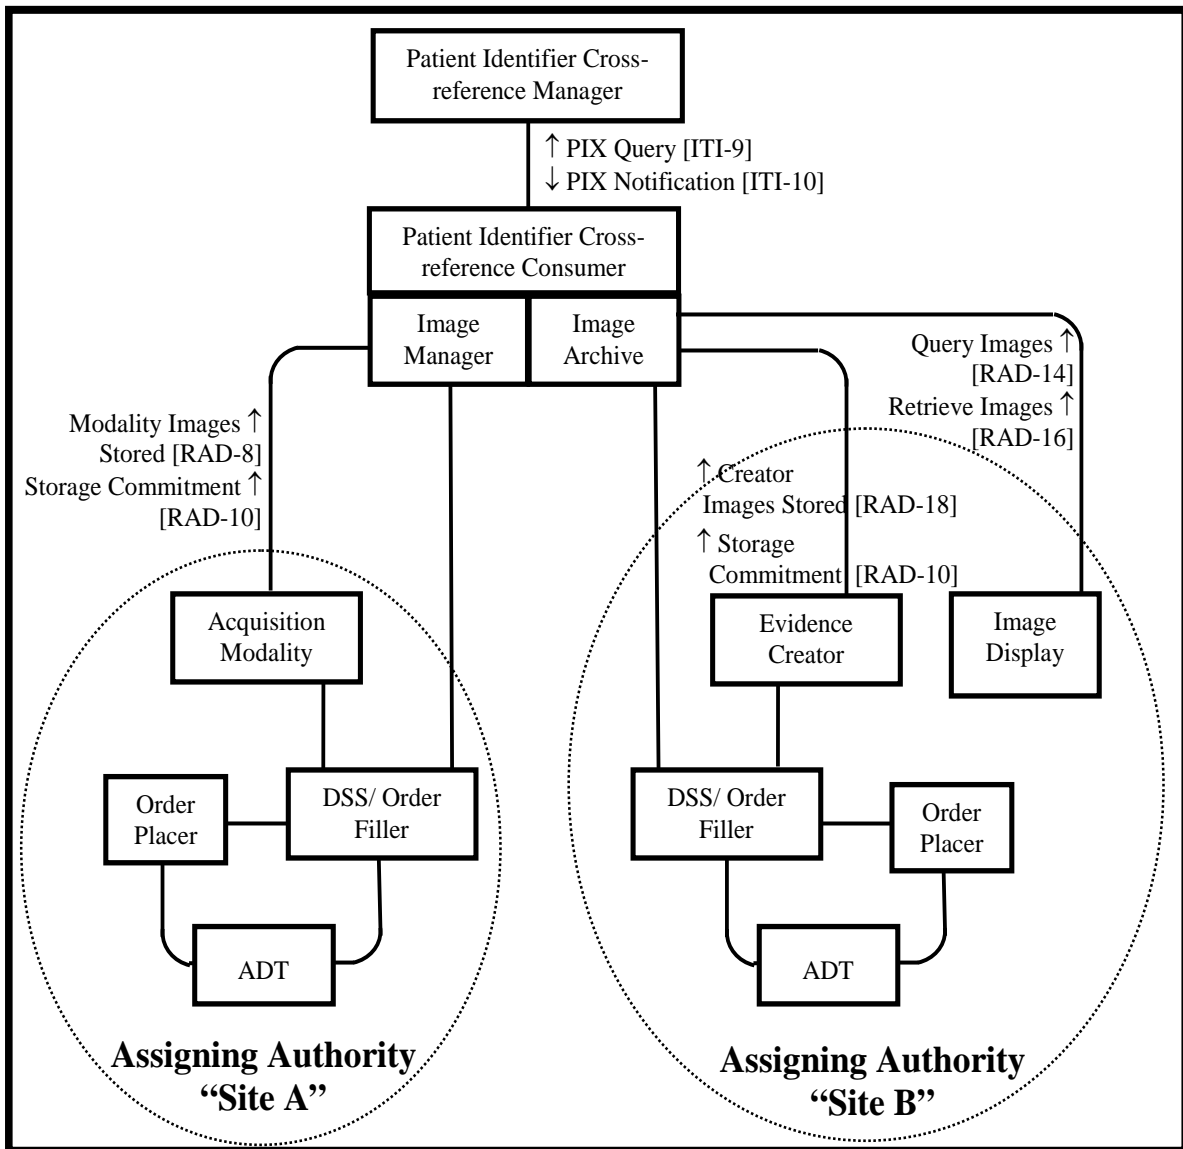 Patient Identifier Cross-
reference Manager
↑ PIX Query [ITI-9]
↓ PIX Notification [ITI-10]
Patient Identifier Cross-
reference Consumer
Image
Manager
Image
Archive
Query Images ↑
[RAD-14]
Retrieve Images ↑
[RAD-16]
Modality Images ↑
Stored [RAD-8]
Storage Commitment ↑
[RAD-10]
↑ Creator
Images Stored [RAD-18]
↑ Storage
Commitment [RAD-10]
Acquisition
Modality
Evidence
Creator
Image
Display
Order
Placer
DSS/ Order
Filler
DSS/ Order
Filler
Order
Placer
ADT
ADT
Assigning Authority
“Site A”
Assigning Authority
“Site B”